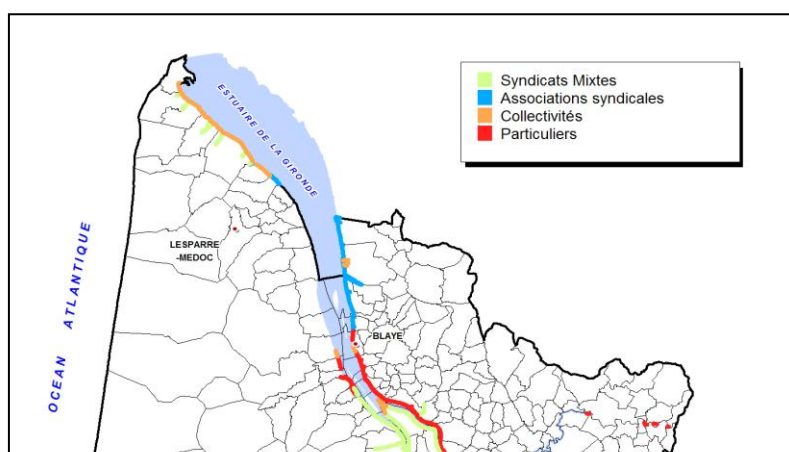 Syndicats Mixtes
Associations syndicales
Collectivités
Particuliers
ESTUAIRE DE LA GIRONDE
LESPARRE
-MEDOC
OCEAN ATLANTIQUE
BLAYE